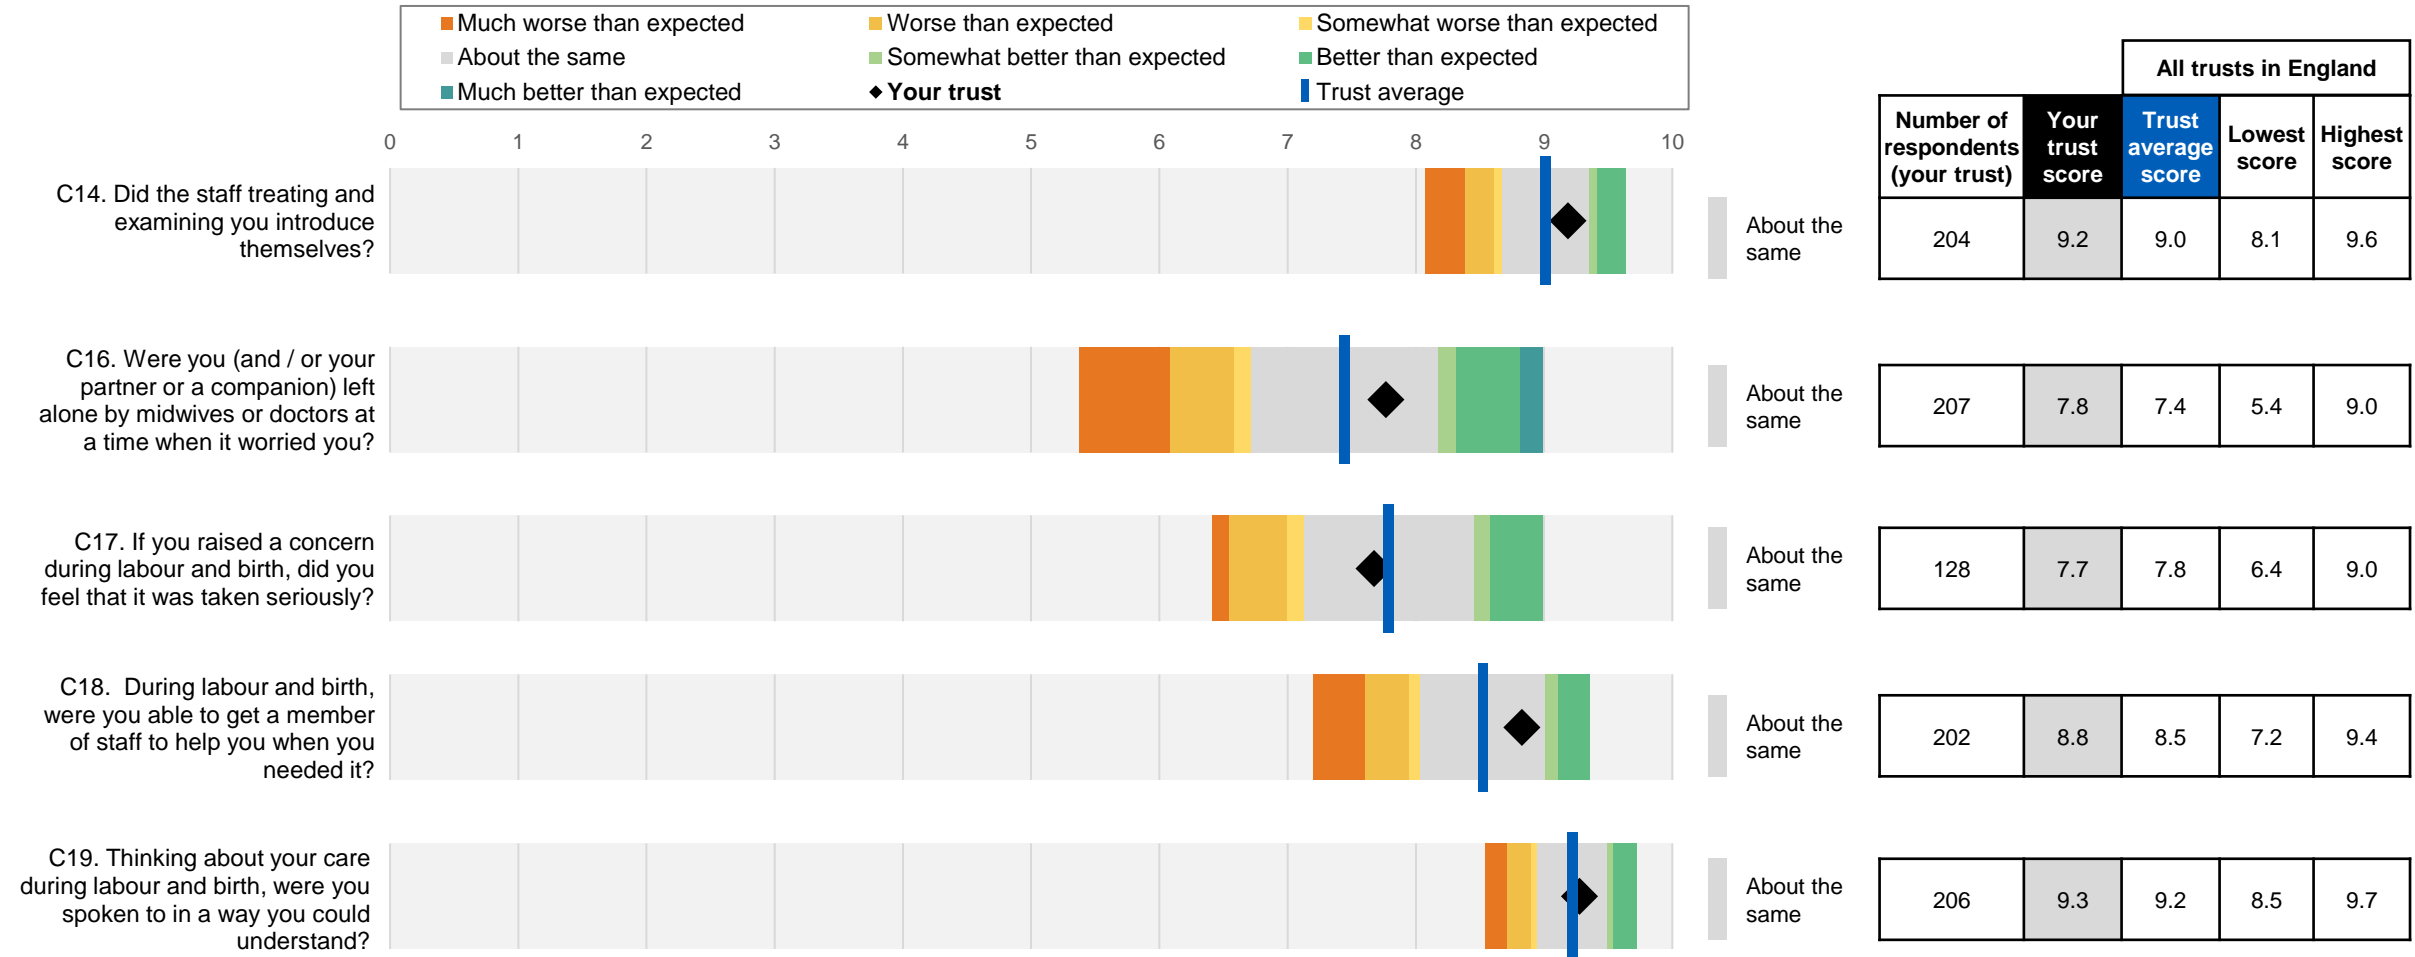 Much worse than expected
Worse than expected
Somewhat worse than expected
About the same
Somewhat better than expected
Better than expected
Much better than expected
Your trust
Trust average
All trusts in England
Number of
respondents
(your trust)
Your
trust
score
Trust
average
score
Lowest
score
Highest
score
0 1 2 3 4 5 6 7 8 9 10
C14. Did the staff treating and
examining you introduce
themselves?
About the
same
204 9.2 9.0 8.1 9.6
C16. Were you (and / or your
partner or a companion) left
alone by midwives or doctors at
a time when it worried you?
About the
same
207 7.8 7.4 5.4 9.0
C17. If you raised a concern
during labour and birth, did you
feel that it was taken seriously?
About the
same
128 7.7 7.8 6.4 9.0
C18.  During labour and birth,
were you able to get a member
of staff to help you when you
needed it?
About the
same
202 8.8 8.5 7.2 9.4
C19. Thinking about your care
during labour and birth, were you
spoken to in a way you could
understand?
About the
same
206 9.3 9.2 8.5 9.7